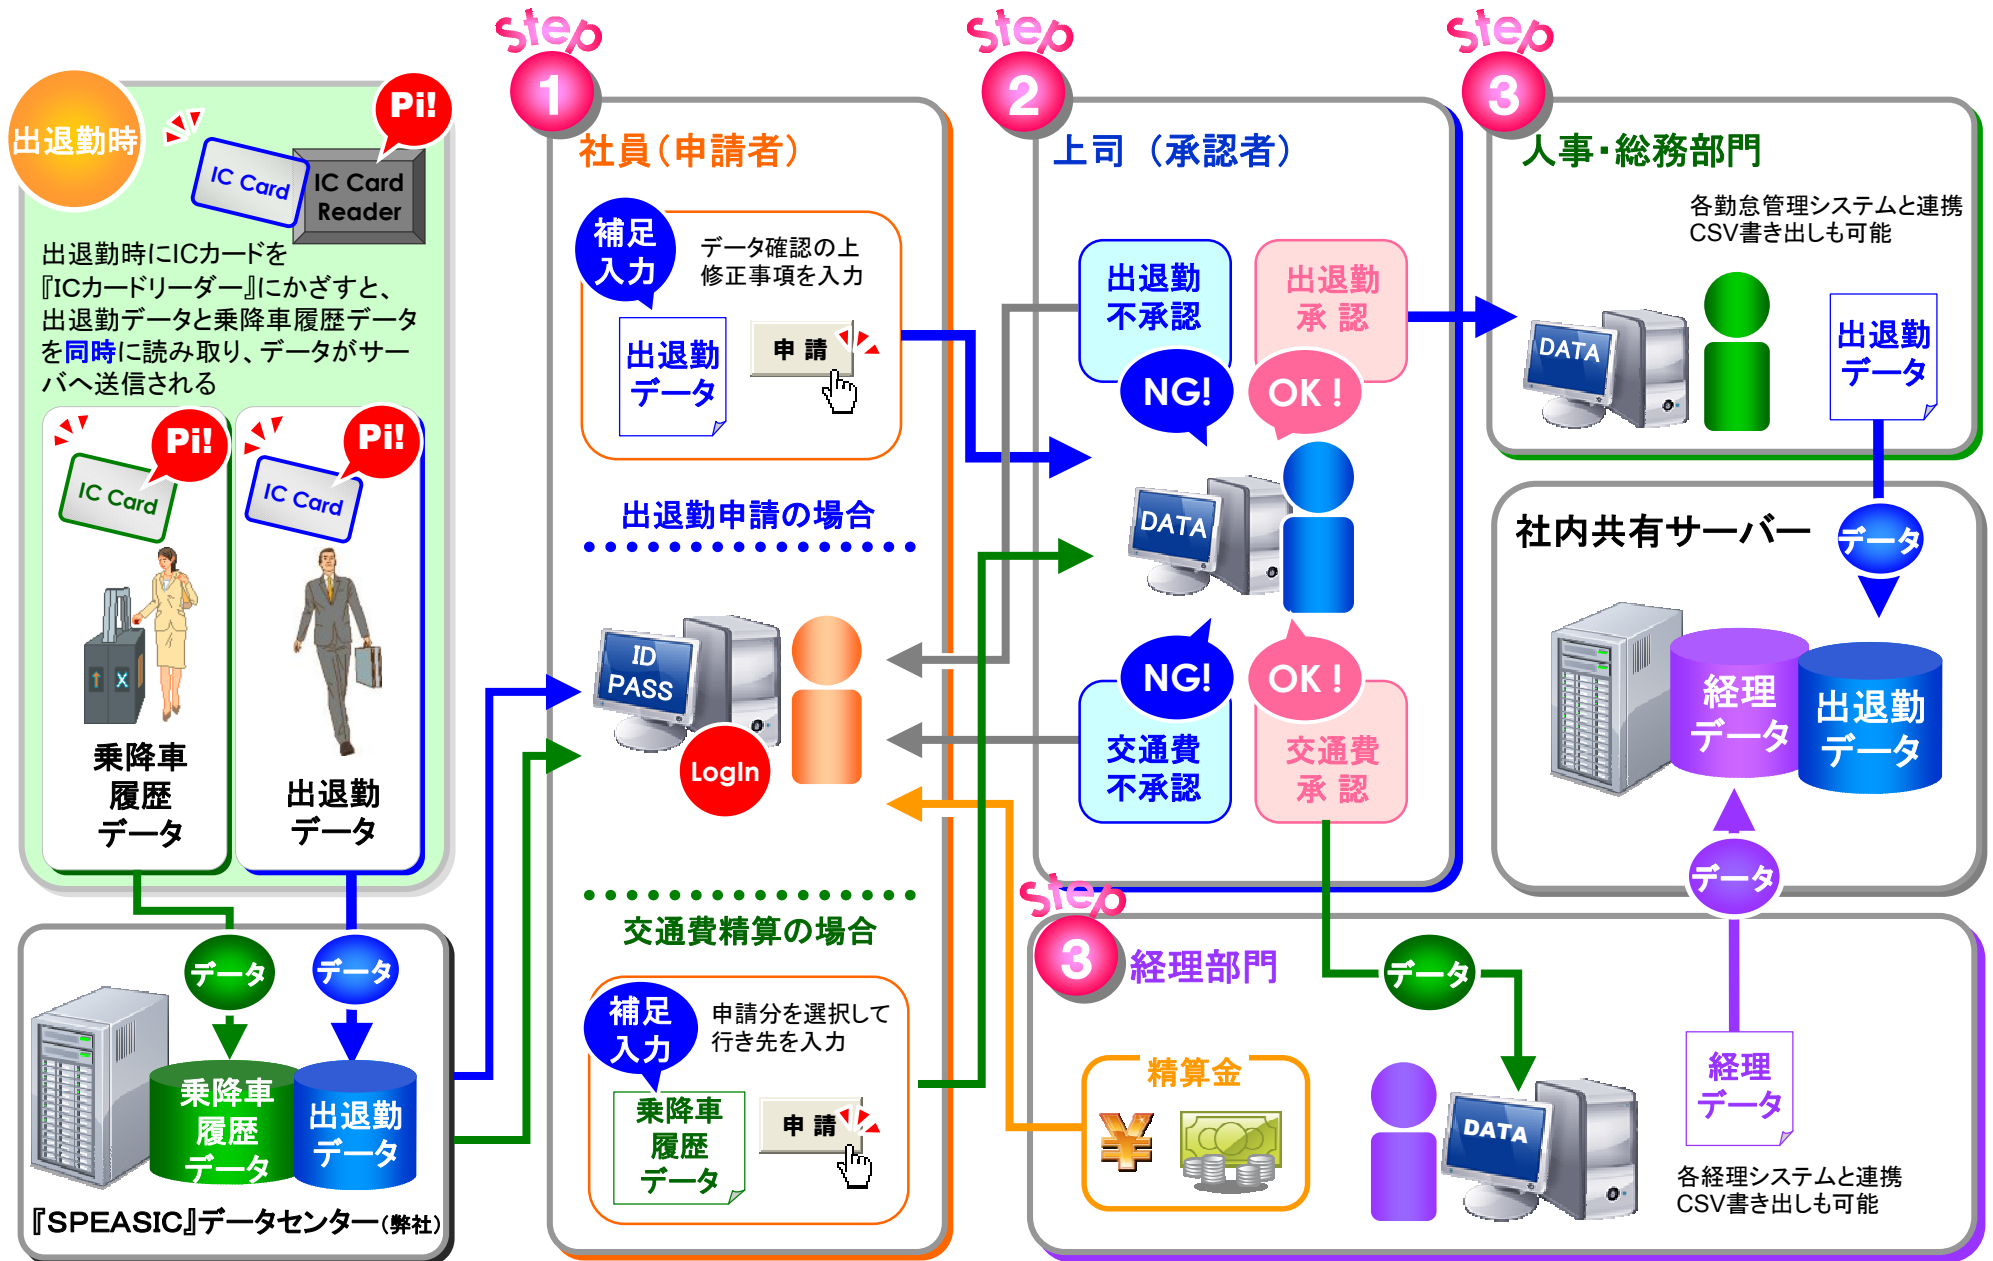 出退勤時
Pi!
IC Card
IC Card
Reader
出退勤時にICカードを
『ICカードリーダー』にかざすと、
出退勤データと乗降車履歴データ
を同時に読み取り、データがサー
バへ送信される
Pi!
IC Card
乗降車
履歴
データ
Pi!
IC Card
出退勤
データ
データ
データ
乗降車
履歴
データ
出退勤
データ
『SPEASIC』データセンター(弊社)
Step
1
社員(申請者)
補足
入力
データ確認の上
修正事項を入力
出退勤
データ
申 請
出退勤申請の場合
ID
PASS
LogIn
交通費精算の場合
補足
入力
申請分を選択して
行き先を入力
乗降車
履歴
データ
申 請
Step
2
上司 (承認者)
出退勤
不承認
NG!
出退勤
承 認
OK !
DATA
NG!
交通費
不承認
OK !
交通費
承 認
Step
3
人事・総務部門
各勤怠管理システムと連携
CSV書き出しも可能
DATA
出退勤
データ
データ
社内共有サーバー
経理
データ
出退勤
データ
データ
Step
3
経理部門
データ
精算金
¥
DATA
経理
データ
各経理システムと連携
CSV書き出しも可能